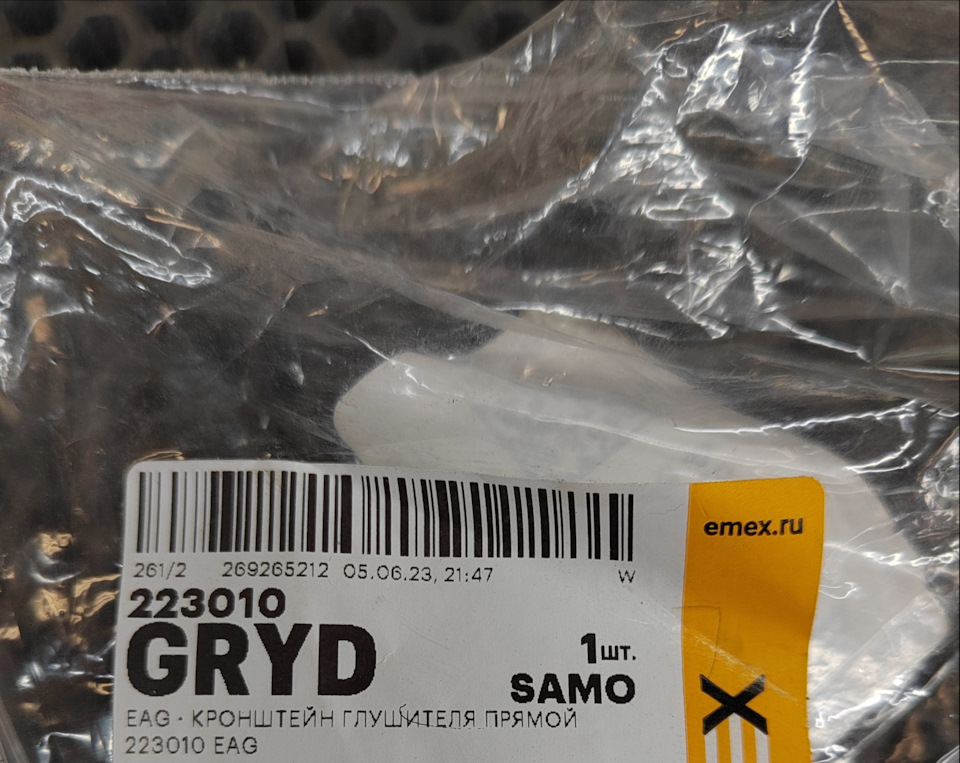 emex.ru
261/2 269265212 05.06.23, 21:47 W
223010
GRYD
1шт.
SAMO
EAG · КРОНШТЕЙН ГЛУШИТЕЛЯ ПРЯМОЙ
223010 EAG